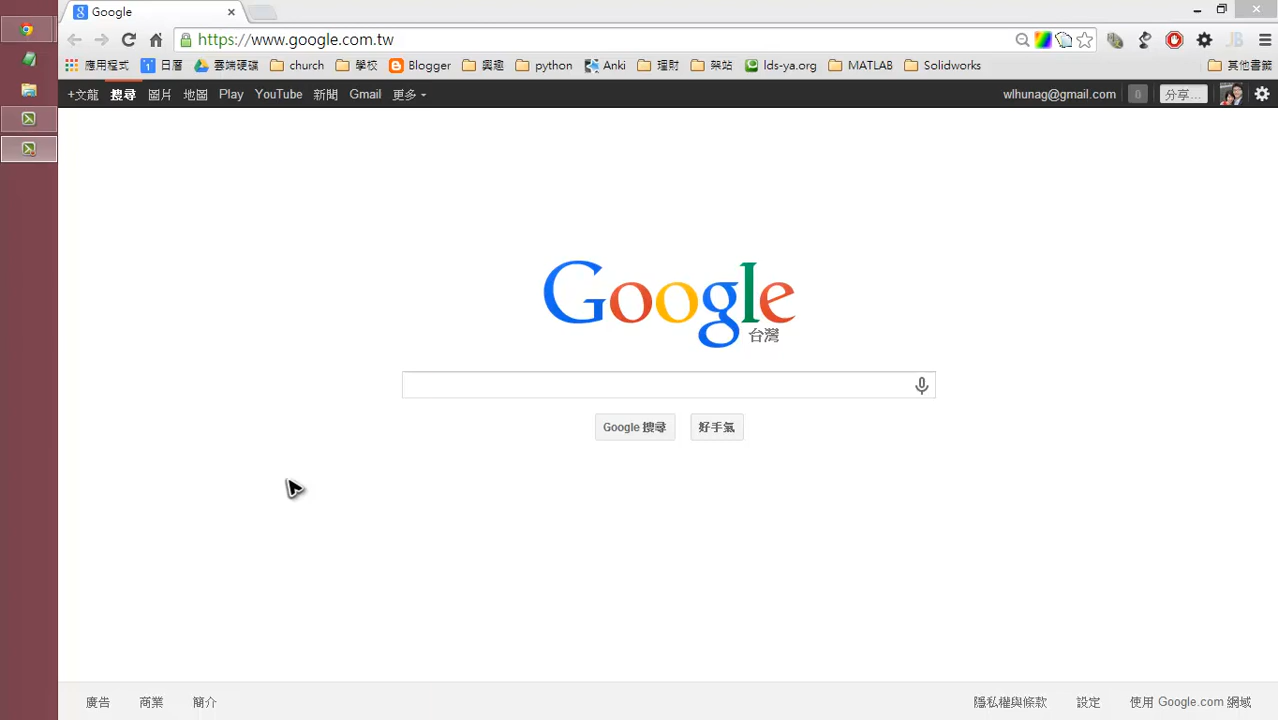 Google
https://www.google.com.tw
應用程式 日曆 雲端硬碟 church 學校 Blogger 興趣 python Anki 理財 架站 lds-ya.org MATLAB Solidworks 其他書籤
+文龍 搜尋 圖片 地圖 Play YouTube 新聞 Gmail 更多 wlhunag@gmail.com 0 分享...
Google
台灣
Google 搜尋 好手氣
廣告 商業 簡介 隱私權與條款 設定 使用 Google.com 網域